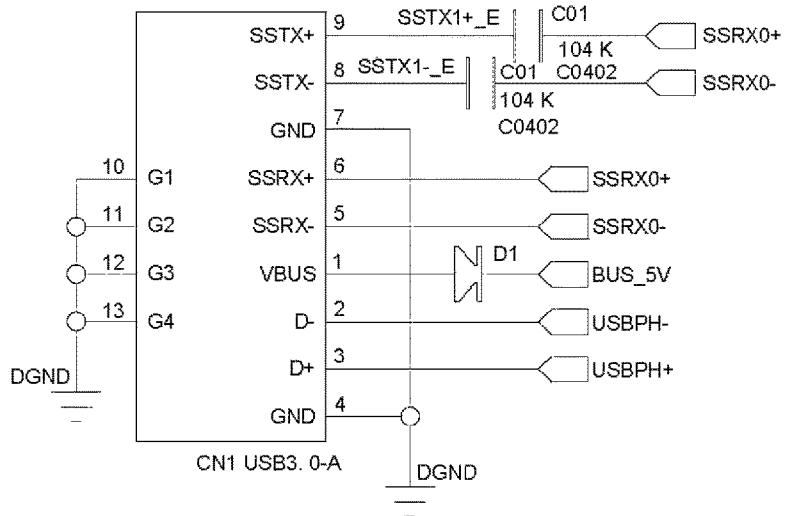 9 SSTX1+_E C01
SSTX+ 104 K SSRX0+
8 SSTX1-_E C01 C0402
SSTX- 104 K SSRX0-
7 C0402
GND
10 6
G1 SSRX+ SSRX0+
11 5
G2 SSRX- SSRX0-
12 1 D1
G3 VBUS BUS_5V
13 2
G4 D- USBPH-
3
DGND D+ USBPH+
4
GND
CN1 USB3. 0-A
DGND